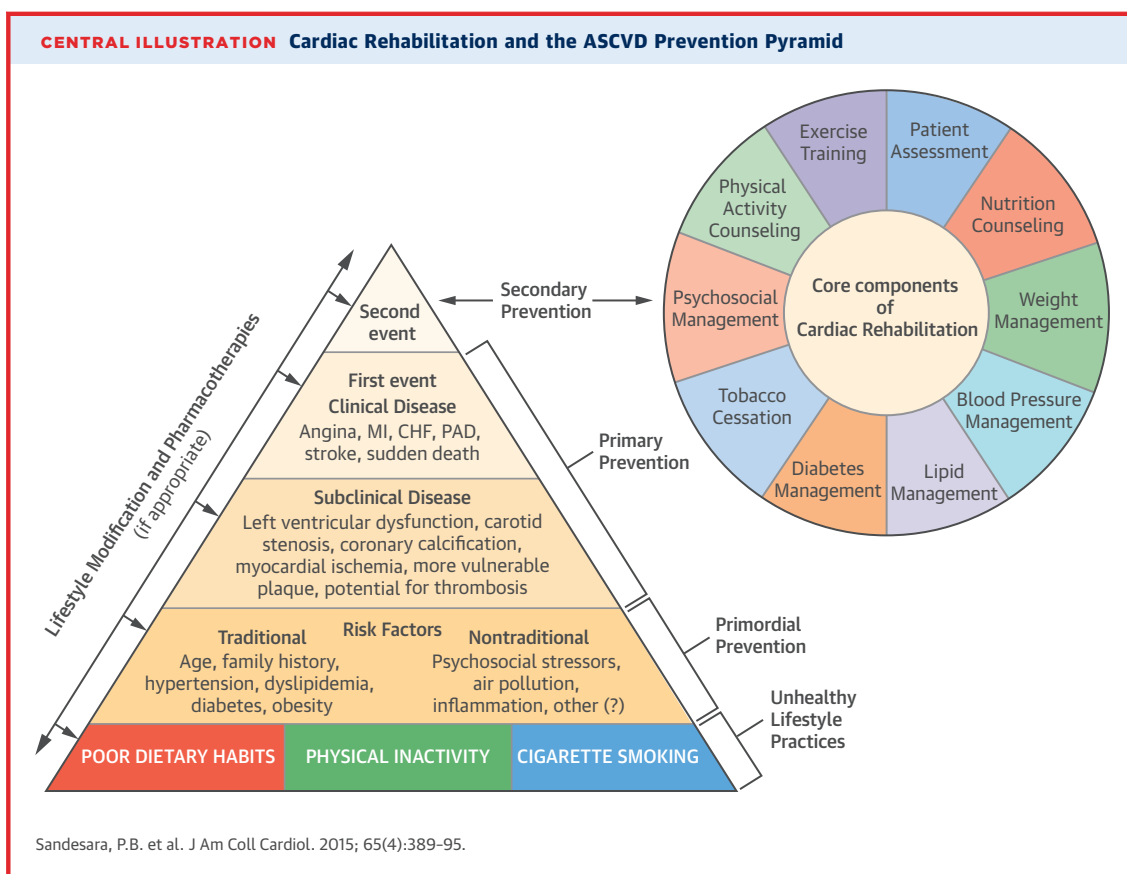 CENTRAL ILLUSTRATION Cardiac Rehabilitation and the ASCVD Prevention Pyramid
Exercise
Training
Patient
Assessment
Nutrition
Counseling
Weight
Management
Blood Pressure
Management
Lipid
Management
Diabetes
Management
Tobacco
Cessation
Psychosocial
Management
Physical
Activity
Counseling
Core components
of
Cardiac Rehabilitation
Secondary
Prevention
Lifestyle Modification and Pharmacotherapies
(if appropriate)
Second
event
First event
Clinical Disease
Angina, MI, CHF, PAD,
stroke, sudden death
Primary
Prevention
Subclinical Disease
Left ventricular dysfunction, carotid
stenosis, coronary calcification,
myocardial ischemia, more vulnerable
plaque, potential for thrombosis
Risk Factors
Traditional
Age, family history,
hypertension, dyslipidemia,
diabetes, obesity
Nontraditional
Psychosocial stressors,
air pollution,
inflammation, other (?)
Primordial
Prevention
Unhealthy
Lifestyle
Practices
POOR DIETARY HABITS
PHYSICAL INACTIVITY
CIGARETTE SMOKING
Sandesara, P.B. et al. J Am Coll Cardiol. 2015; 65(4):389–95.